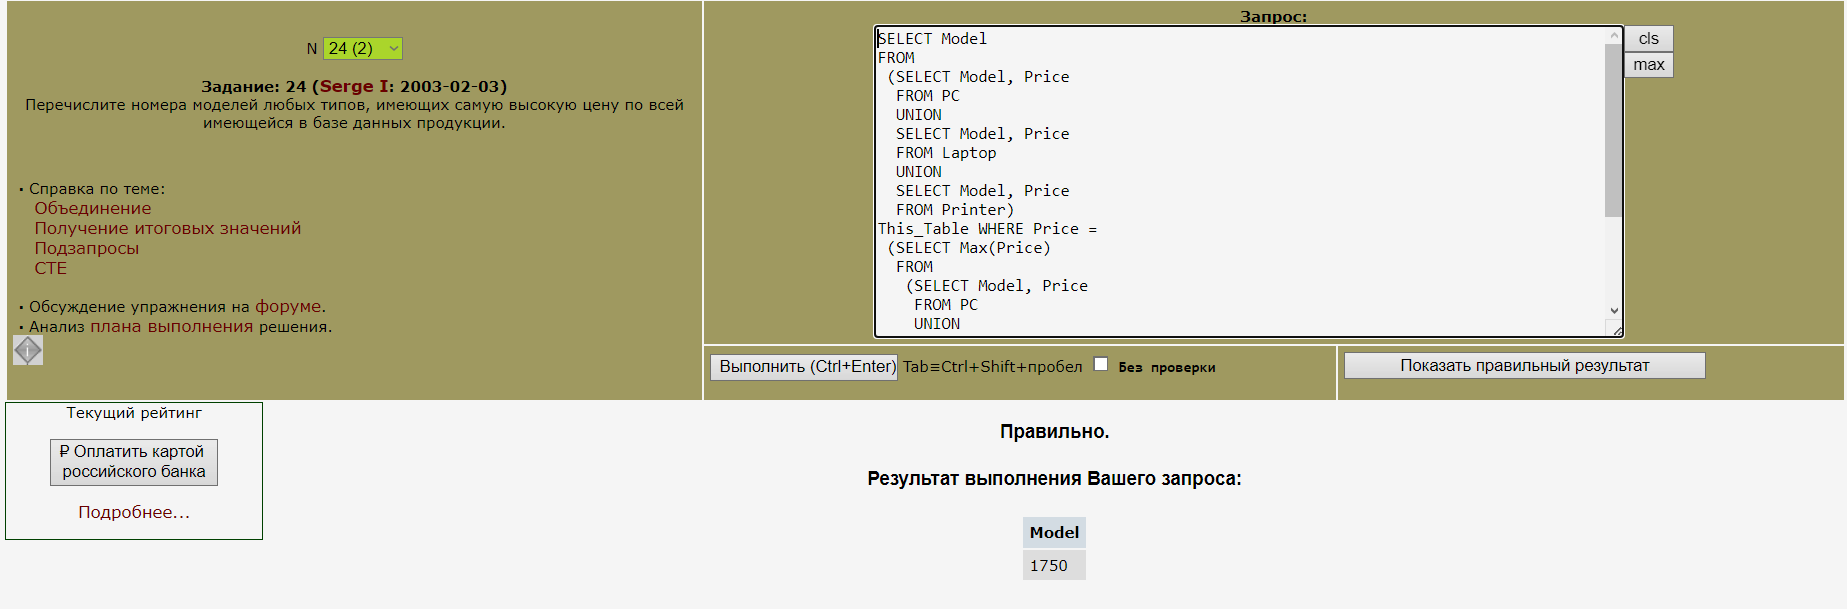 N 24 (2)
Задание: 24 (Serge I: 2003-02-03)
Перечислите номера моделей любых типов, имеющих самую высокую цену по всей
имеющейся в базе данных продукции.
· Справка по теме:
Объединение
Получение итоговых значений
Подзапросы
CTE
· Обсуждение упражнения на форуме.
· Анализ плана выполнения решения.
Запрос:
SELECT Model
FROM
(SELECT Model, Price
FROM PC
UNION
SELECT Model, Price
FROM Laptop
UNION
SELECT Model, Price
FROM Printer)
This_Table WHERE Price =
(SELECT Max(Price)
FROM
(SELECT Model, Price
FROM PC
UNION
cls
max
Выполнить (Ctrl+Enter) Tab≡Ctrl+Shift+пробел Без проверки
Показать правильный результат
Текущий рейтинг
₽ Оплатить картой
российского банка
Подробнее...
Правильно.
Результат выполнения Вашего запроса:
Model
1750